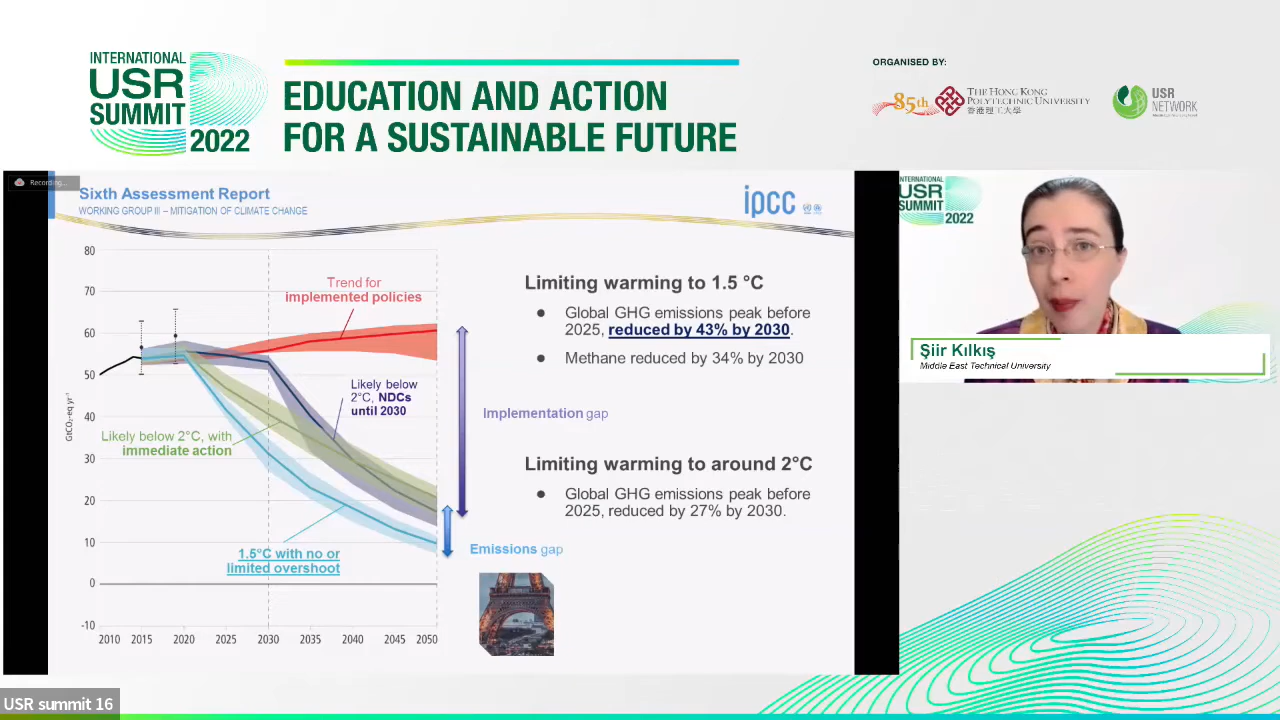 INTERNATIONAL
USR
SUMMIT
2022
EDUCATION AND ACTION
FOR A SUSTAINABLE FUTURE
ORGANISED BY:
85th
THE HONG KONG
POLYTECHNIC UNIVERSITY
香港理工大學
USR
NETWORK
Recording...
Sixth Assessment Report
WORKING GROUP III – MITIGATION OF CLIMATE CHANGE
ipcc
80
70
60
50
40
30
20
10
0
-10
GtCO₂-eq yr⁻¹
2010 2015 2020 2025 2030 2035 2040 2045 2050
Trend for
implemented policies
Likely below
2°C, NDCs
until 2030
Likely below 2°C, with
immediate action
1.5°C with no or
limited overshoot
Implementation gap
Emissions gap
Limiting warming to 1.5 °C
● Global GHG emissions peak before
2025, reduced by 43% by 2030.
● Methane reduced by 34% by 2030
Limiting warming to around 2°C
● Global GHG emissions peak before
2025, reduced by 27% by 2030.
INTERNATIONAL
USR
SUMMIT
2022
Şiir Kılkış
Middle East Technical University
USR summit 16